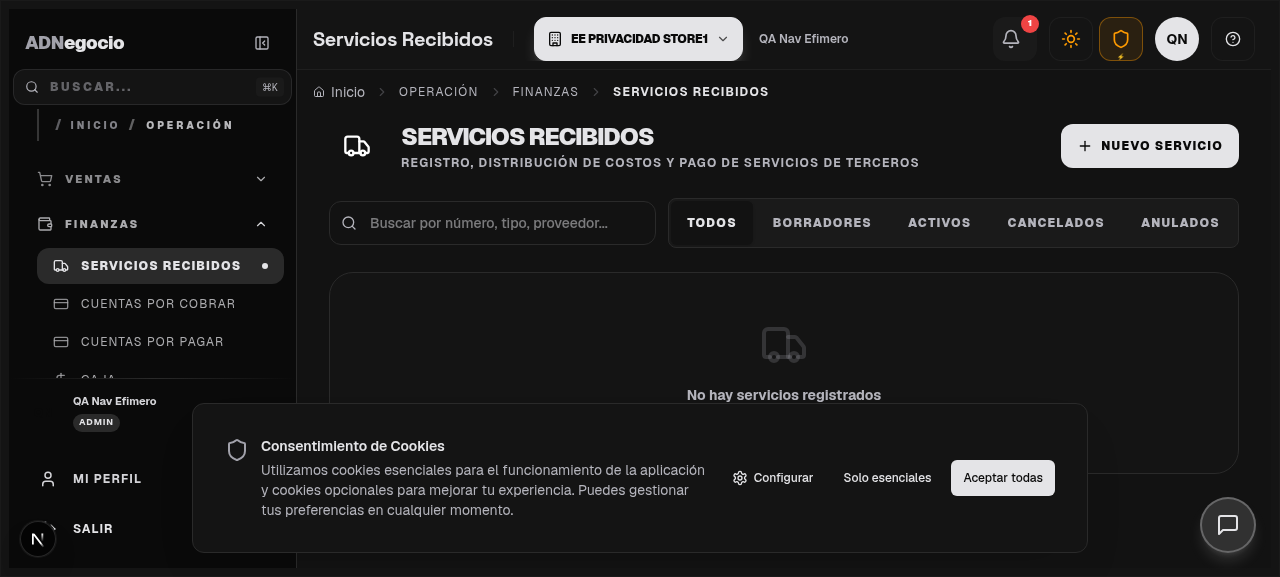 ADNegocio
BUSCAR...
⌘K
/ INICIO / OPERACIÓN
VENTAS
FINANZAS
SERVICIOS RECIBIDOS
CUENTAS POR COBRAR
CUENTAS POR PAGAR
CAJA
QA Nav Efimero
ADMIN
MI PERFIL
SALIR
N
Servicios Recibidos
EE PRIVACIDAD STORE1
QA Nav Efimero
1
QN
Inicio
OPERACIÓN
FINANZAS
SERVICIOS RECIBIDOS
SERVICIOS RECIBIDOS
REGISTRO, DISTRIBUCIÓN DE COSTOS Y PAGO DE SERVICIOS DE TERCEROS
NUEVO SERVICIO
Buscar por número, tipo, proveedor...
TODOS
BORRADORES
ACTIVOS
CANCELADOS
ANULADOS
No hay servicios registrados
Consentimiento de Cookies
Utilizamos cookies esenciales para el funcionamiento de la aplicación
y cookies opcionales para mejorar tu experiencia. Puedes gestionar
tus preferencias en cualquier momento.
Configurar
Solo esenciales
Aceptar todas